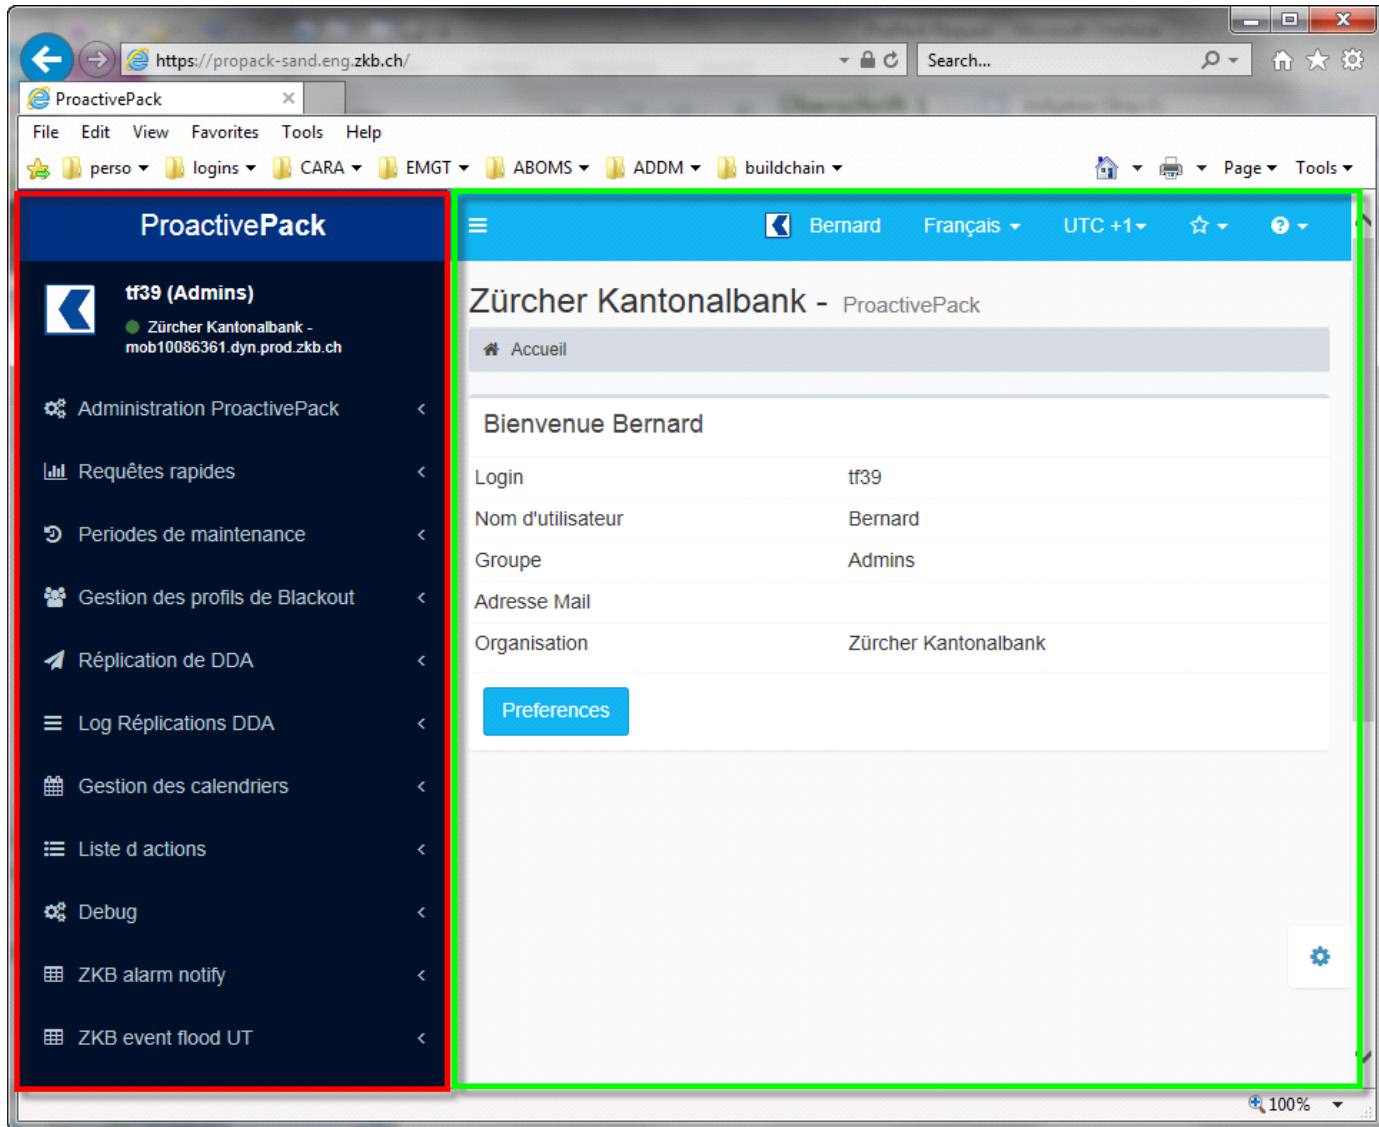 https://propack-sand.eng.zkb.ch/
Search...
ProactivePack
File Edit View Favorites Tools Help
perso logins CARA EMGT ABOMS ADDM buildchain Page Tools
ProactivePack
Bernard Français UTC +1
tf39 (Admins)
Zürcher Kantonalbank -
mob10086361.dyn.prod.zkb.ch
Administration ProactivePack
Requêtes rapides
Periodes de maintenance
Gestion des profils de Blackout
Réplication de DDA
Log Réplications DDA
Gestion des calendriers
Liste d actions
Debug
ZKB alarm notify
ZKB event flood UT
Zürcher Kantonalbank - ProactivePack
Accueil
Bienvenue Bernard
Login tf39
Nom d'utilisateur Bernard
Groupe Admins
Adresse Mail
Organisation Zürcher Kantonalbank
Preferences
100%